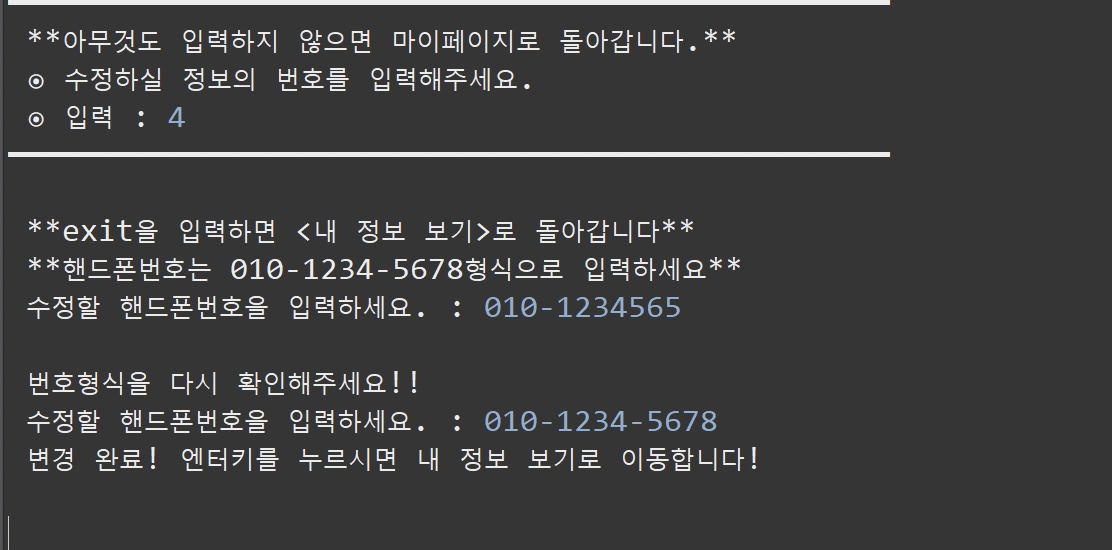 **아무것도 입력하지 않으면 마이페이지로 돌아갑니다.**
⊙ 수정하실 정보의 번호를 입력해주세요.
⊙ 입력 : 4
**exit을 입력하면 <내 정보 보기>로 돌아갑니다**
**핸드폰번호는 010-1234-5678형식으로 입력하세요**
수정할 핸드폰번호을 입력하세요. : 010-1234565
번호형식을 다시 확인해주세요!!
수정할 핸드폰번호을 입력하세요. : 010-1234-5678
변경 완료! 엔터키를 누르시면 내 정보 보기로 이동합니다!